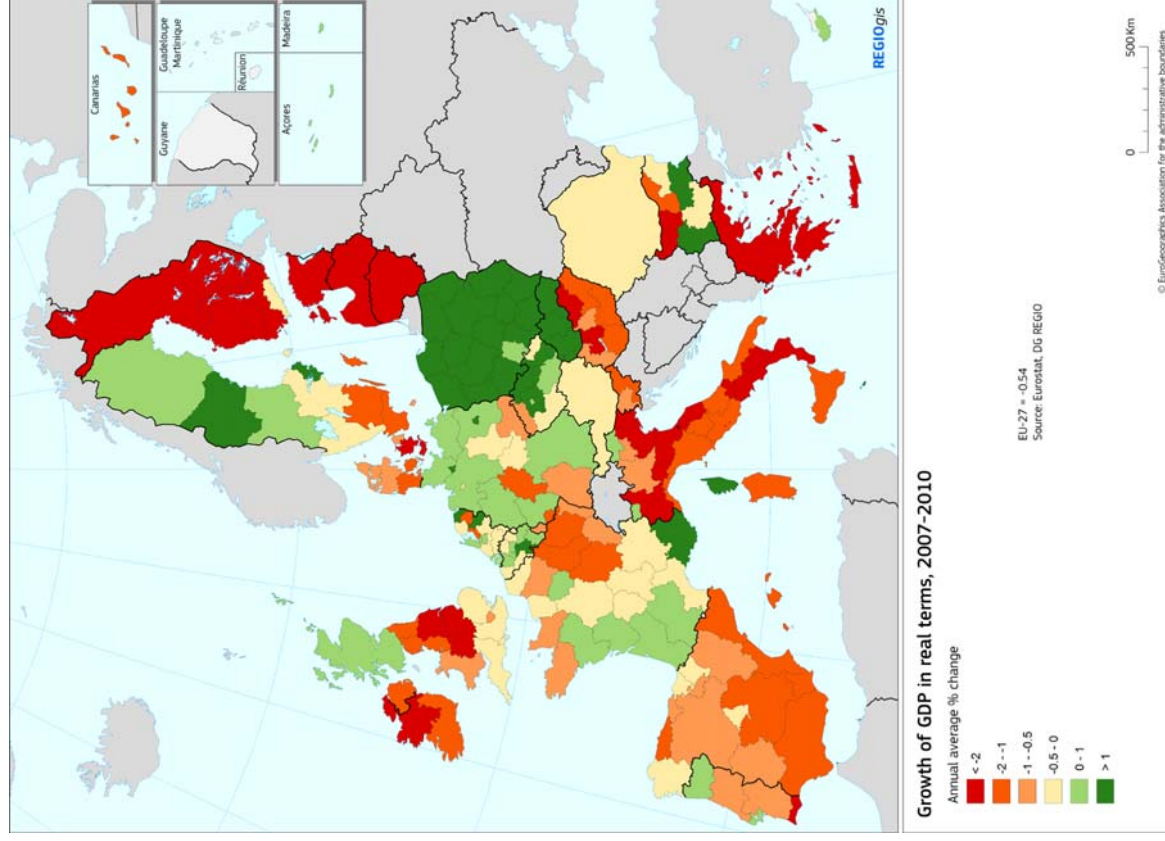 Canarias
Guyane
Guadeloupe
Martinique
Réunion
Açores
Madeira
REGIOgis
Growth of GDP in real terms, 2007-2010
Annual average % change
< -2
-2 - -1
-1 - -0.5
-0.5 - 0
0 - 1
> 1
EU-27 = -0.54
Source: Eurostat, DG REGIO
0
500 Km
© EuroGeographics Association for the administrative boundaries